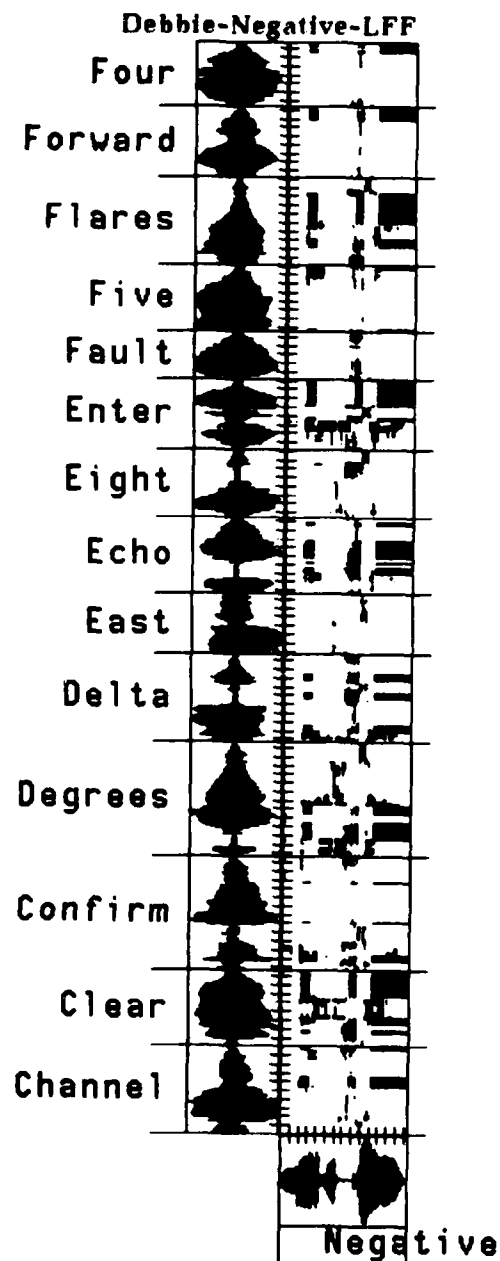 Debbie-Negative-LFF
Four
Forward
Flares
Five
Fault
Enter
Eight
Echo
East
Delta
Degrees
Confirm
Clear
Channel
Negative